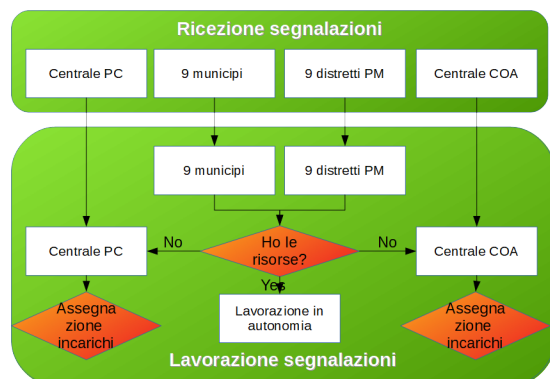 Ricezione segnalazioni
Centrale PC
9 municipi
9 distretti PM
Centrale COA
9 municipi
9 distretti PM
Centrale PC
No
Ho le
risorse?
No
Centrale COA
Yes
Assegna
zione
incarichi
Lavorazione in
autonomia
Assegna
zione
incarichi
Lavorazione segnalazioni